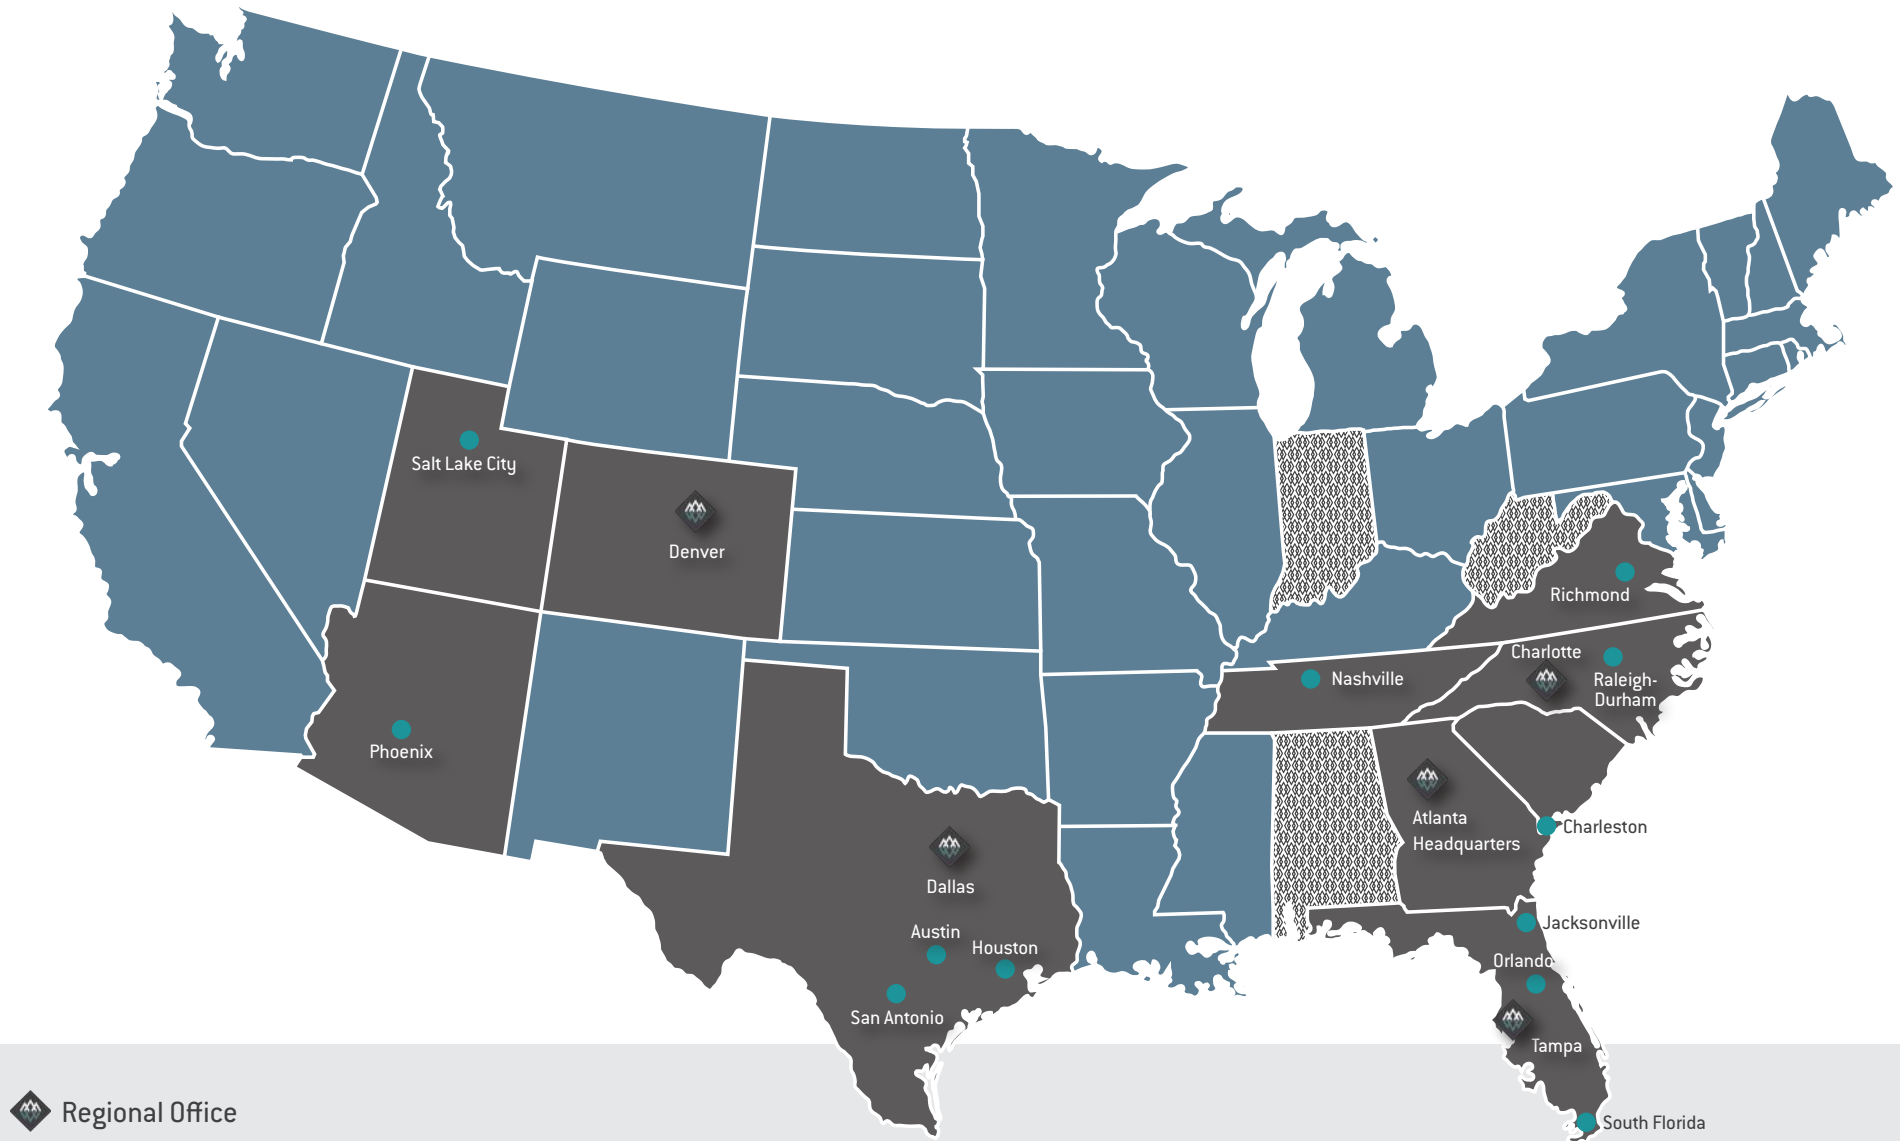 Salt Lake City
Denver
Richmond
Charlotte
Nashville
Raleigh-
Durham
Phoenix
Atlanta
Headquarters
Charleston
Dallas
Jacksonville
Austin
Houston
Orlando
San Antonio
Tampa
Regional Office
South Florida